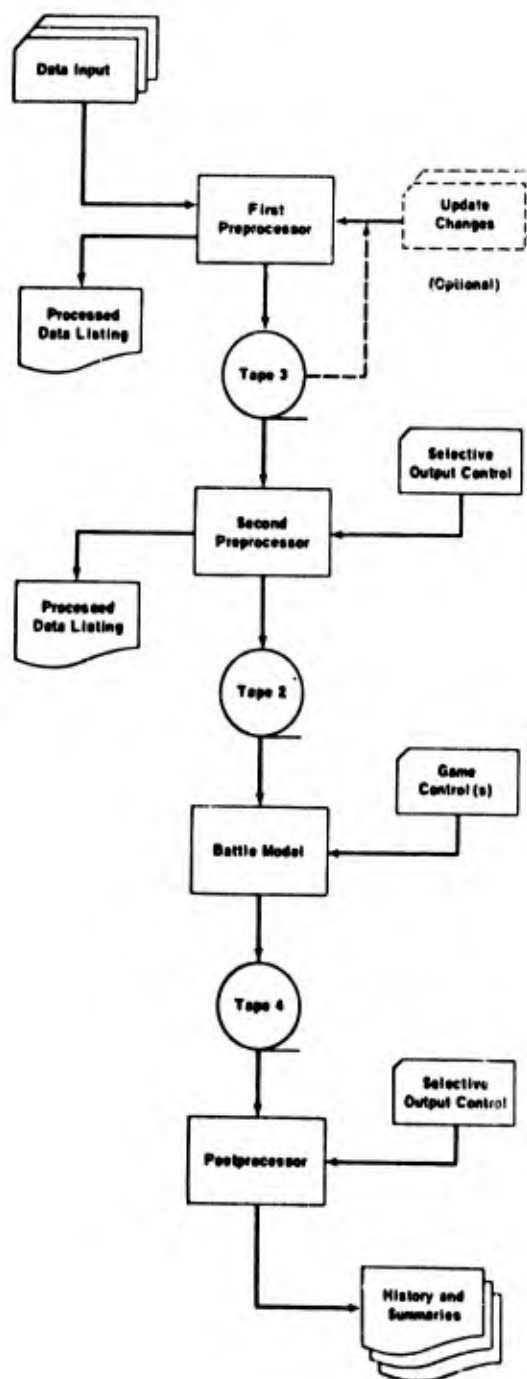 Data Input
First
Preprocessor
Update
Changes
(Optional)
Processed
Data Listing
Tape 3
Selective
Output Control
Second
Preprocessor
Processed
Data Listing
Tape 2
Game
Control(s)
Battle Model
Tape 4
Selective
Output Control
Postprocessor
History and
Summaries